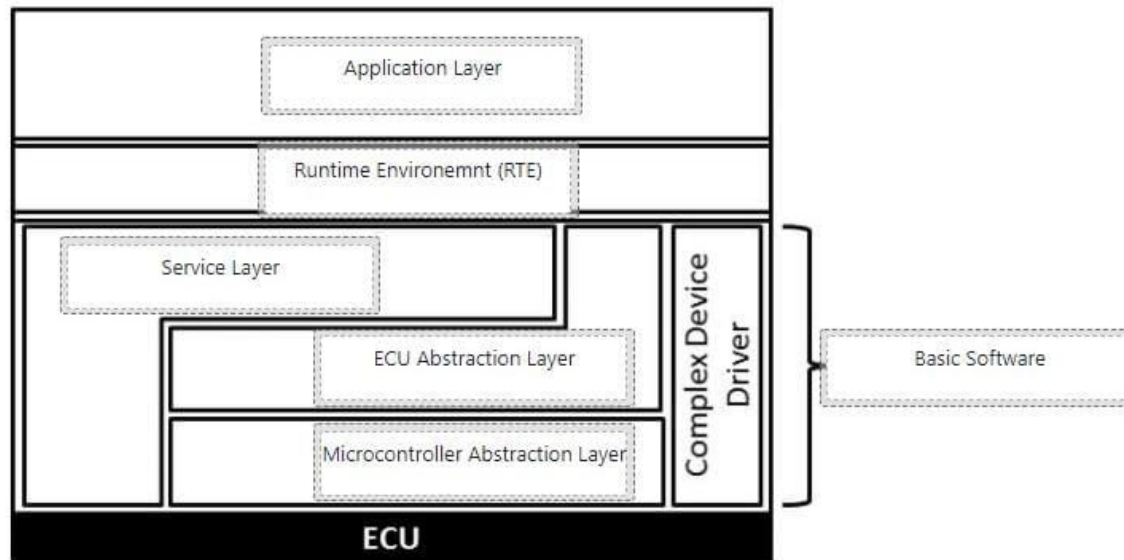 Application Layer
Runtime Environemnt (RTE)
Service Layer
ECU Abstraction Layer
Microcontroller Abstraction Layer
Complex Device
Driver
Basic Software
ECU